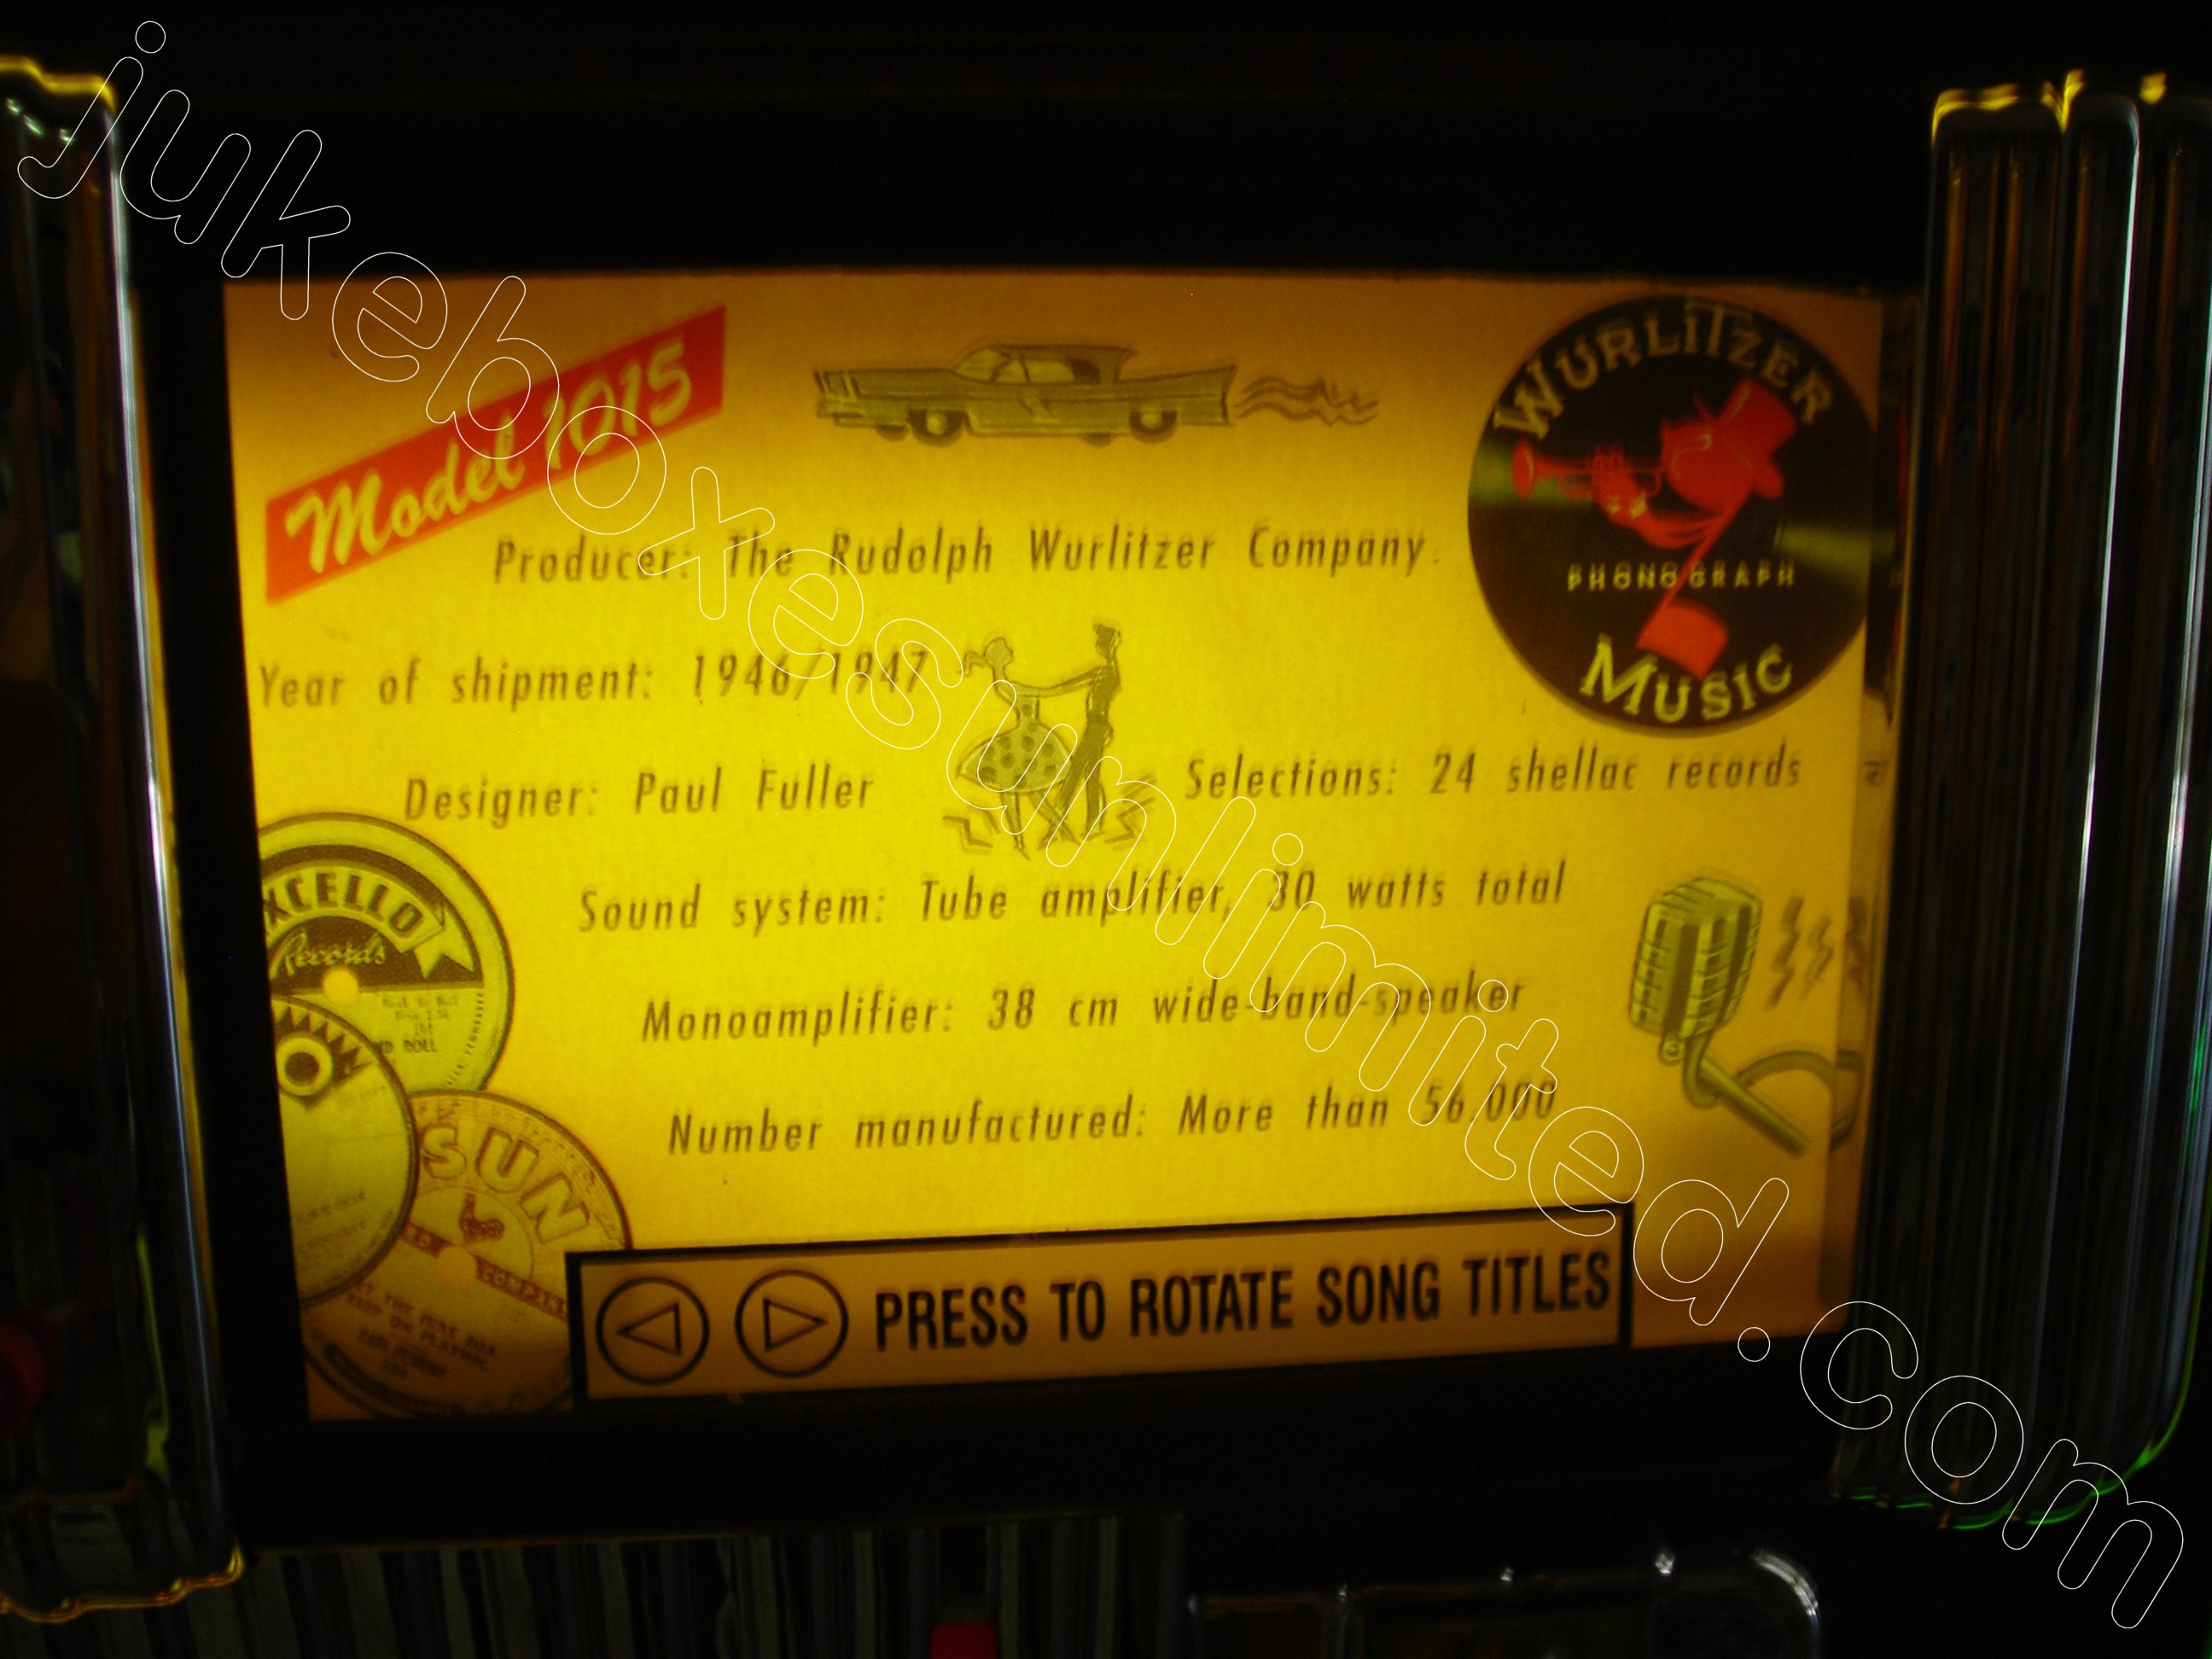 jukeboxesunlimited.com
Model 1015
WURLITZER
PHONOGRAPH
MUSIC
Producer: The Rudolph Wurlitzer Company.
Year of shipment: 1946/1947
Designer: Paul Fuller
Selections: 24 shellac records
Sound system: Tube amplifier, 30 watts total
Monoamplifier: 38 cm wide-band-speaker
Number manufactured: More than 56.000
XCELLO
Records
ROLL
SUN
PRESS TO ROTATE SONG TITLES